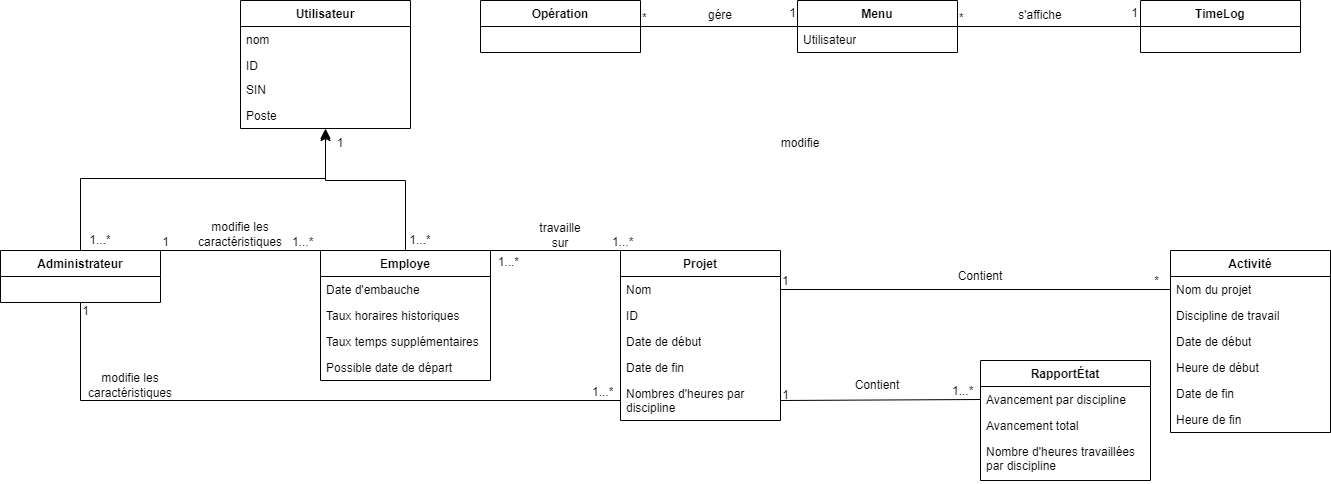 Utilisateur
nom
ID
SIN
Poste
1
Opération
*
gére
1
Menu
Utilisateur
*
s'affiche
1
TimeLog
modifie
1...*
1
modifie les
caractéristiques
1...*
1...*
travaille
sur
1...*
1...*
Administrateur
1
Employe
Date d'embauche
Taux horaires historiques
Taux temps supplémentaires
Possible date de départ
Projet
Nom
ID
Date de début
Date de fin
Nombres d'heures par
discipline
1
Contient
*
Activité
Nom du projet
Discipline de travail
Date de début
Heure de début
Date de fin
Heure de fin
modifie les
caractéristiques
1...*
1
Contient
1...*
RapportÉtat
Avancement par discipline
Avancement total
Nombre d'heures travaillées
par discipline